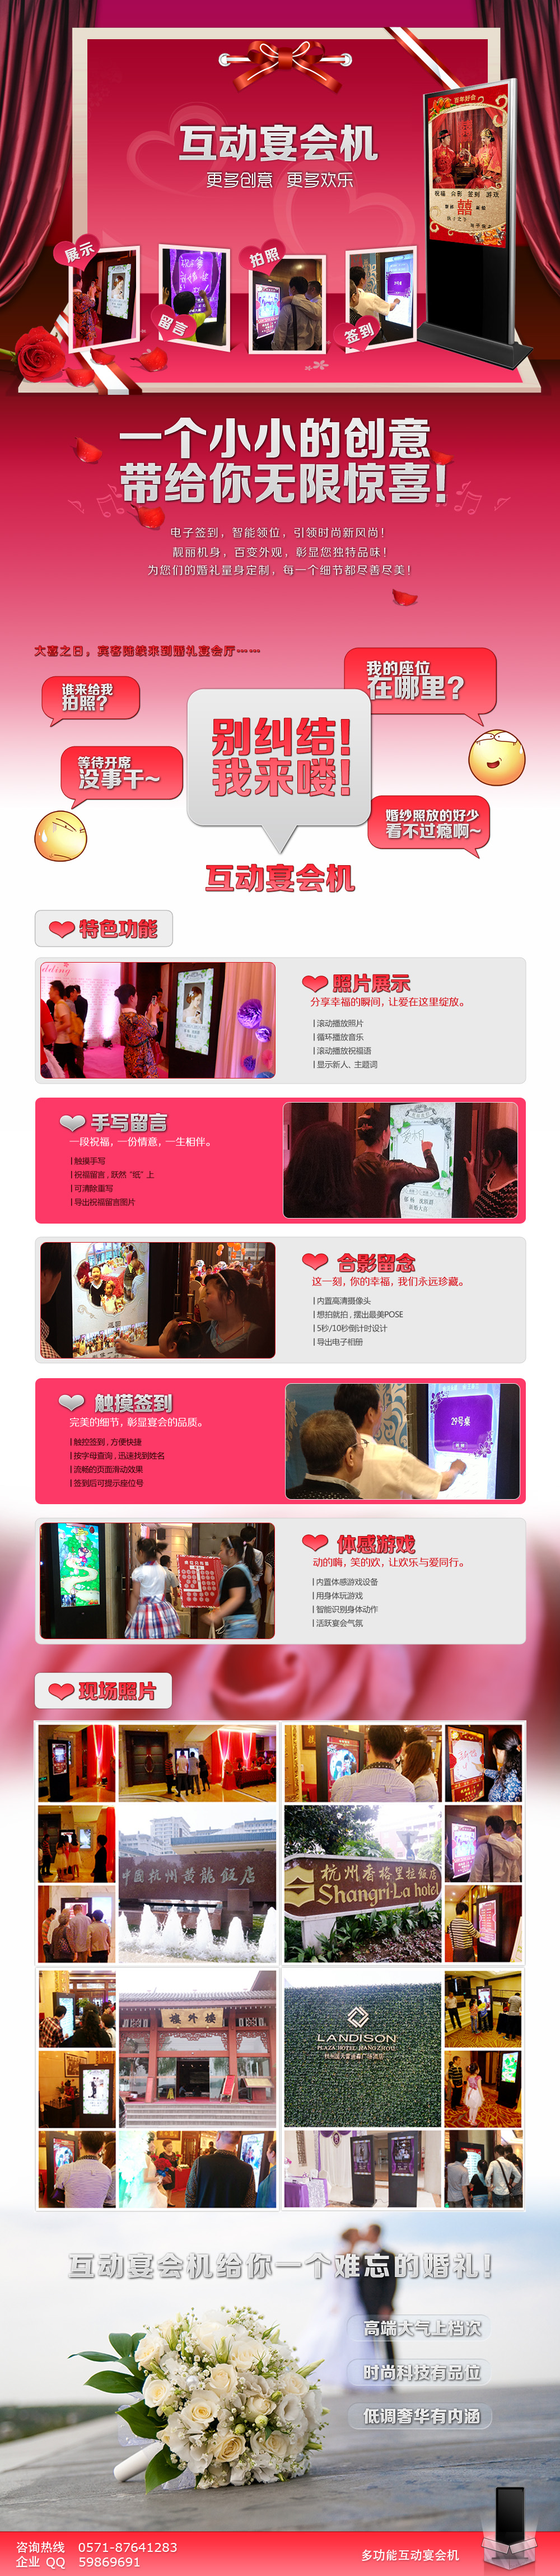 互动宴会机
更多创意 更多欢乐
百年好合
祝福 合影 签到 游戏
囍
展示
留言
拍照
签到
一个小小的创意
带给你无限惊喜!
电子签到，智能领位，引领时尚新风尚!
靓丽机身，百变外观，彰显您独特品味!
为您们的婚礼量身定制，每一个细节都尽善尽美!
大喜之日，宾客陆续来到婚礼宴会厅……
谁来给我
拍照?
我的座位
在哪里?
等待开席
没事干~
别纠结!
我来喽!
婚纱照放的好少
看不过瘾啊~
互动宴会机
特色功能
dding
照片展示
分享幸福的瞬间, 让爱在这里绽放。
| 滚动播放照片
| 循环播放音乐
| 滚动播放祝福语
| 显示新人、主题词
手写留言
一段祝福, 一份情意, 一生相伴。
| 触摸手写
| 祝福留言 , 跃然 "纸" 上
| 可清除重写
| 导出祝福留言图片
合影留念
这一刻, 你的幸福, 我们永远珍藏。
| 内置高清摄像头
| 想拍就拍 , 摆出最美POSE
| 5秒/10秒倒计时设计
| 导出电子相册
触摸签到
完美的细节, 彰显宴会的品质。
| 触控签到 , 方便快捷
| 按字母查询 , 迅速找到姓名
| 流畅的页面滑动效果
| 签到后可提示座位号
29号桌
体感游戏
动的嗨, 笑的欢, 让欢乐与爱同行。
| 内置体感游戏设备
| 用身体玩游戏
| 智能识别身体动作
| 活跃宴会气氛
现场照片
中国杭州黄龙飯店
杭州香格里拉饭店
Shangri-La hotel
樓外樓
LANDISON
PLAZA HOTEL HANGZHOU
互动宴会机给你一个难忘的婚礼!
高端大气上档次
时尚科技有品位
低调奢华有内涵
咨询热线 0571-87641283
企业 QQ 59869691
多功能互动宴会机